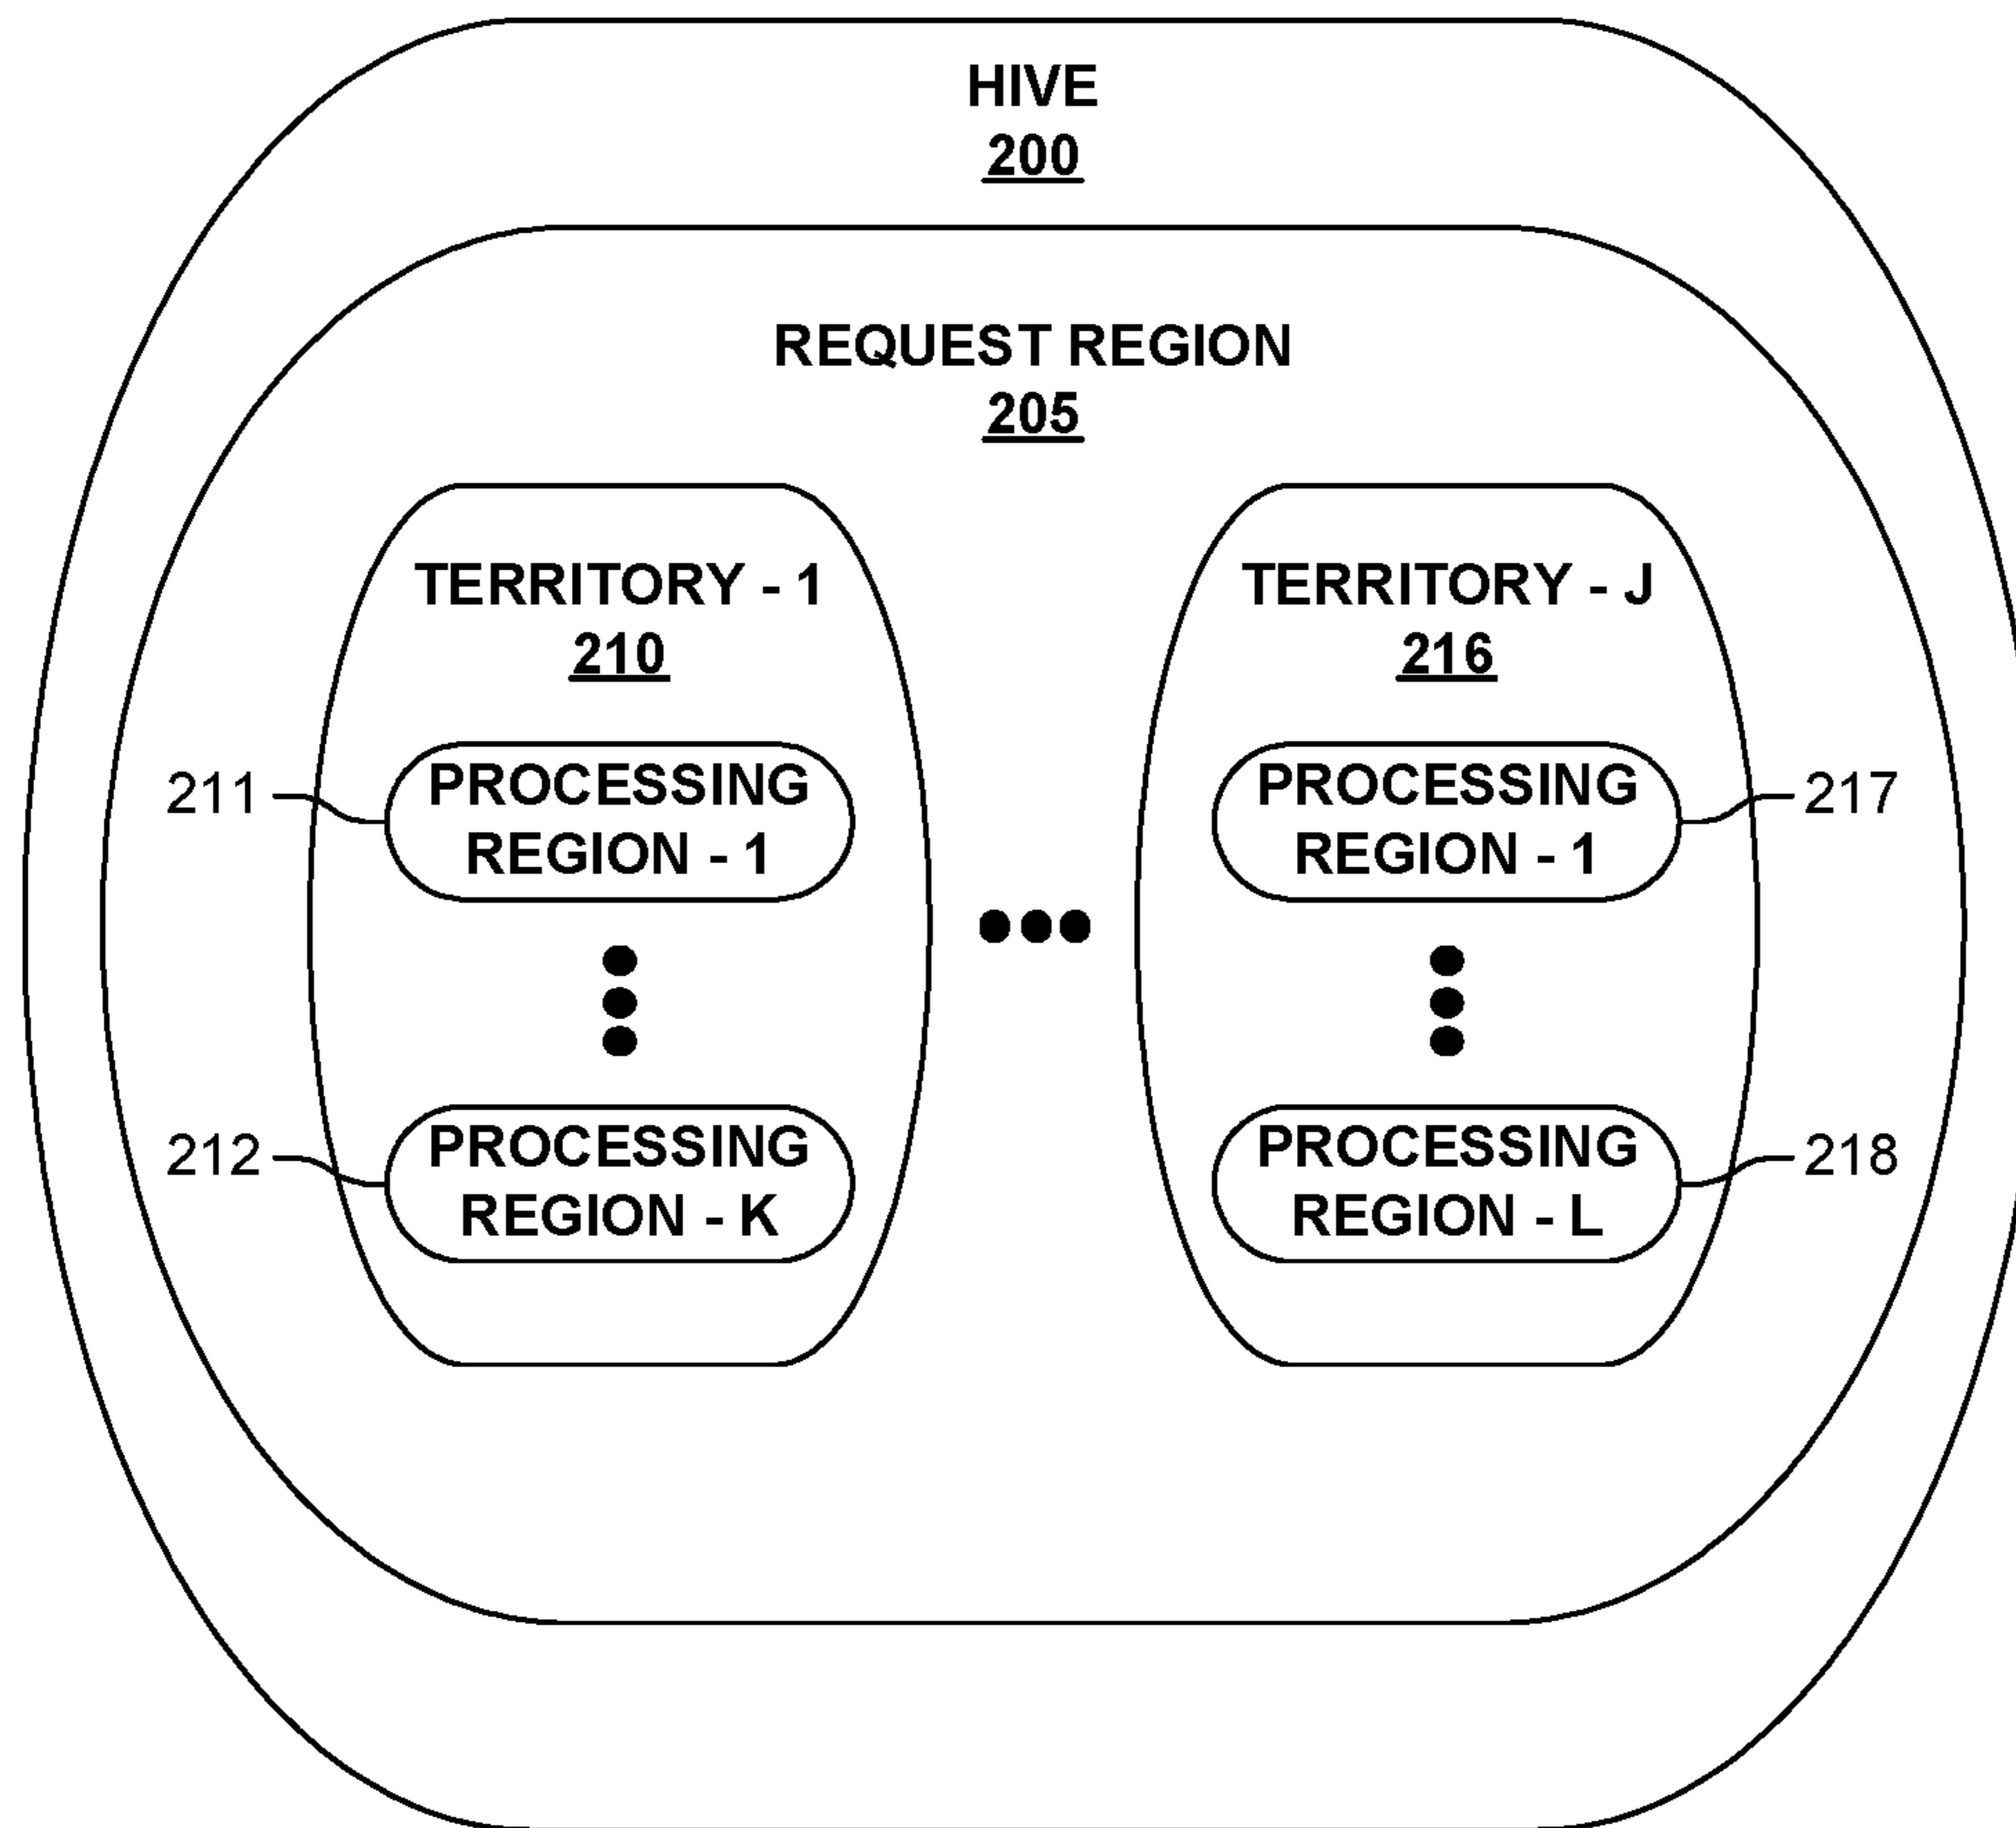 HIVE
200
REQUEST REGION
205
TERRITORY - 1
210
TERRITORY - J
216
211
PROCESSING
REGION - 1
PROCESSING
REGION - 1
217
212
PROCESSING
REGION - K
PROCESSING
REGION - L
218